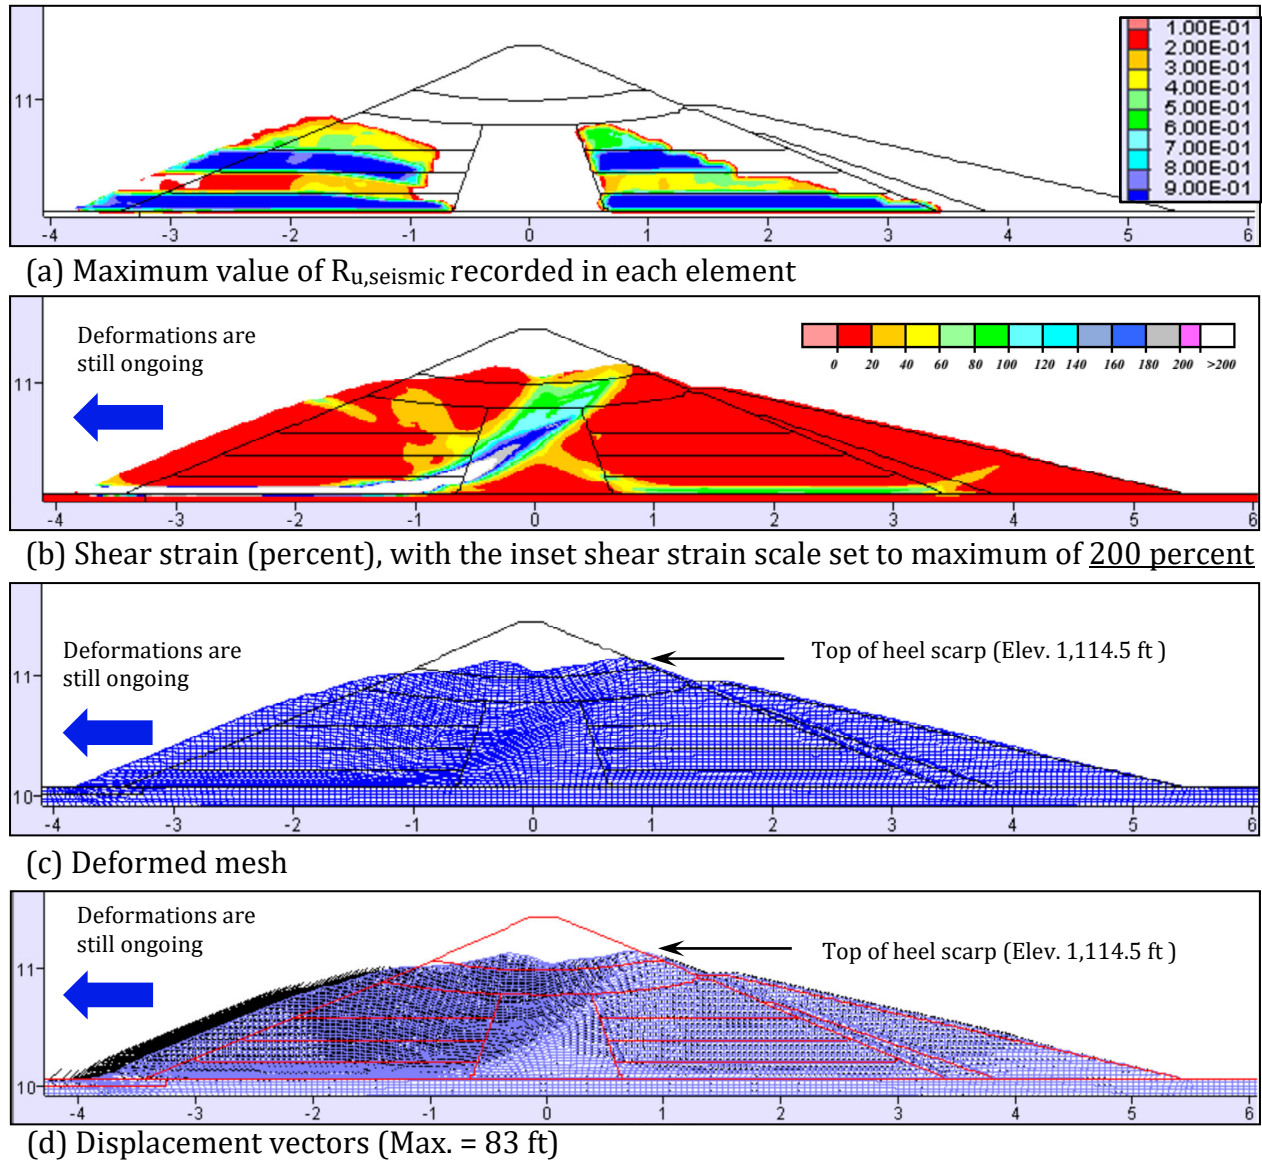 1.00E-01
2.00E-01
3.00E-01
4.00E-01
5.00E-01
6.00E-01
7.00E-01
8.00E-01
9.00E-01
11
-4 -3 -2 -1 0 1 2 3 4 5 6
(a) Maximum value of Ru,seismic recorded in each element
Deformations are
still ongoing
0 20 40 60 80 100 120 140 160 180 200 >200
11
-4 -3 -2 -1 0 1 2 3 4 5 6
(b) Shear strain (percent), with the inset shear strain scale set to maximum of 200 percent
Deformations are
still ongoing
Top of heel scarp (Elev. 1,114.5 ft )
11
10
-4 -3 -2 -1 0 1 2 3 4 5 6
(c) Deformed mesh
Deformations are
still ongoing
Top of heel scarp (Elev. 1,114.5 ft )
11
10
-4 -3 -2 -1 0 1 2 3 4 5 6
(d) Displacement vectors (Max. = 83 ft)